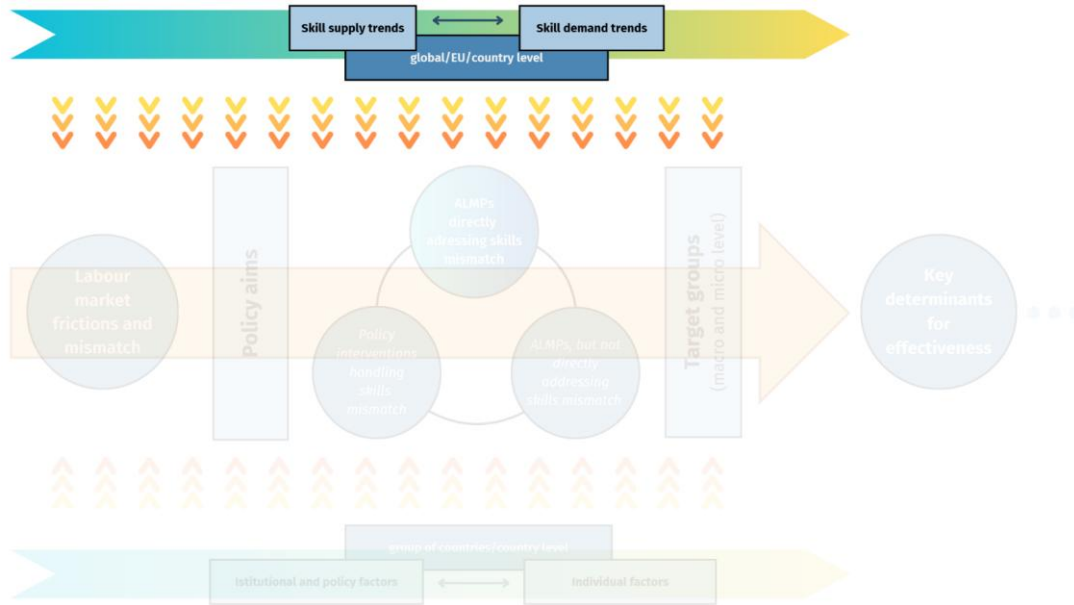 Skill supply trends
Skill demand trends
global/EU/country level
ALMPs
directly
adressing skills
mismatch
Labour
market
frictions and
mismatch
Policy aims
Policy
interventions
handling
smills
mismatch
ALMPs, but not
directly
addressing
skills mismatch
Target groups
(macro and micro level)
Key
determinants
for
effectiveness
group of countries/country level
Istitutional and policy factors
Individual factors